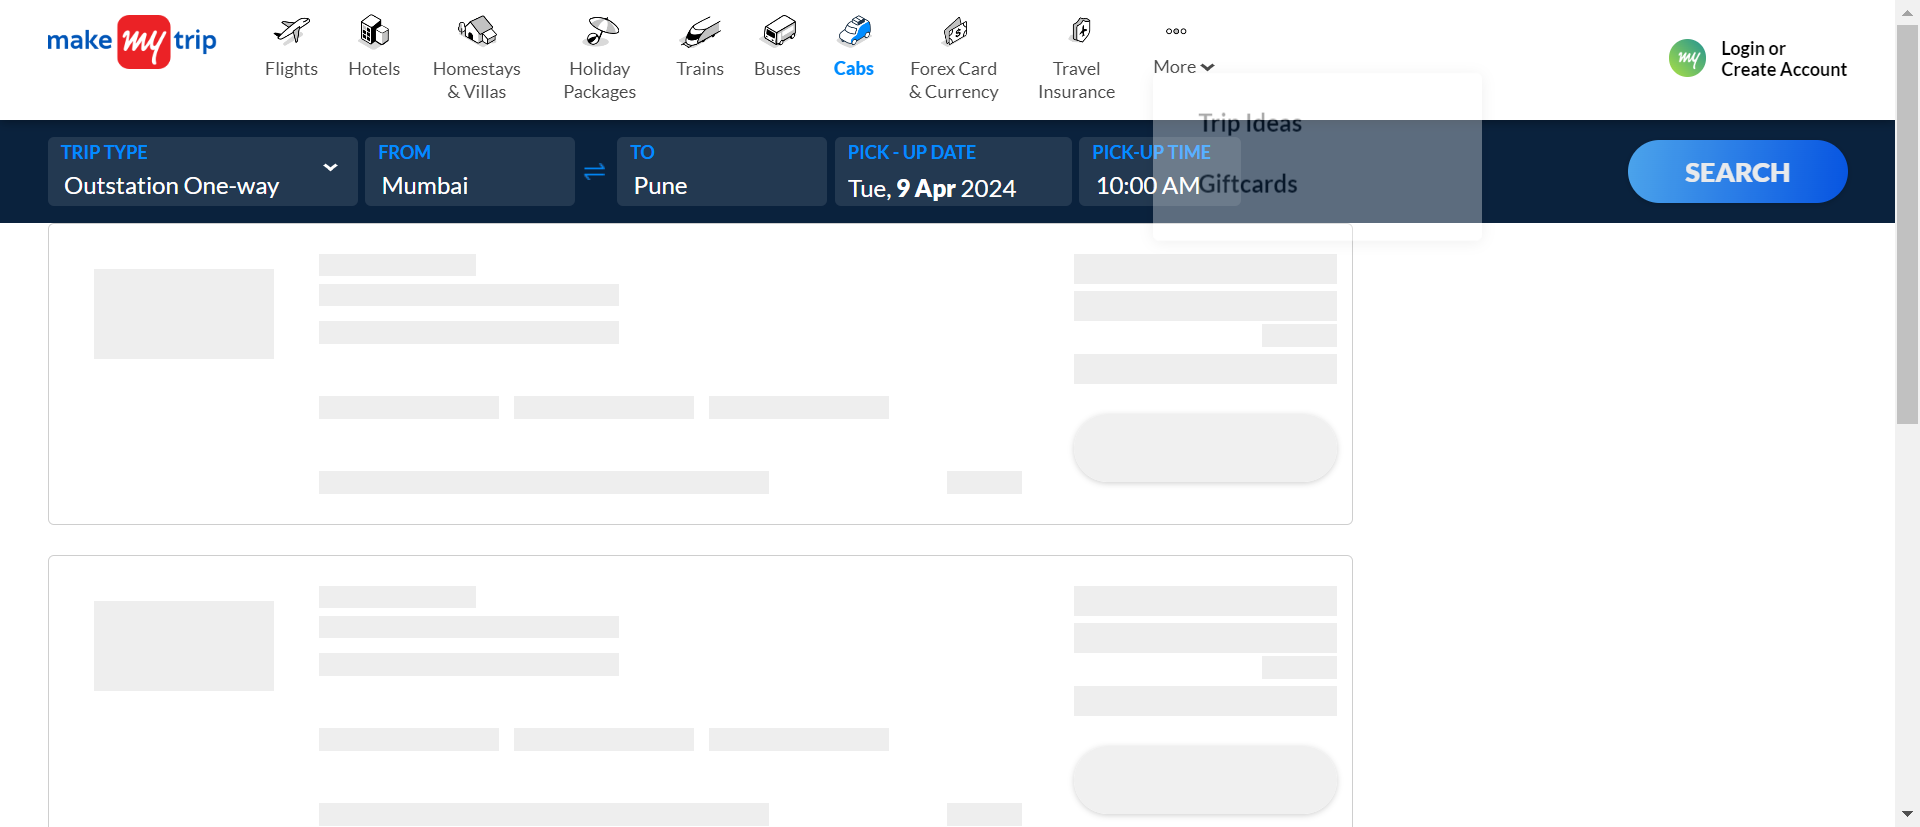 make my trip
Flights
Hotels
Homestays
& Villas
Holiday
Packages
Trains
Buses
Cabs
Forex Card
& Currency
Travel
Insurance
More
my
Login or
Create Account
Trip Ideas
Giftcards
TRIP TYPE
Outstation One-way
FROM
Mumbai
TO
Pune
PICK - UP DATE
Tue, 9 Apr 2024
PICK-UP TIME
10:00 AM
SEARCH